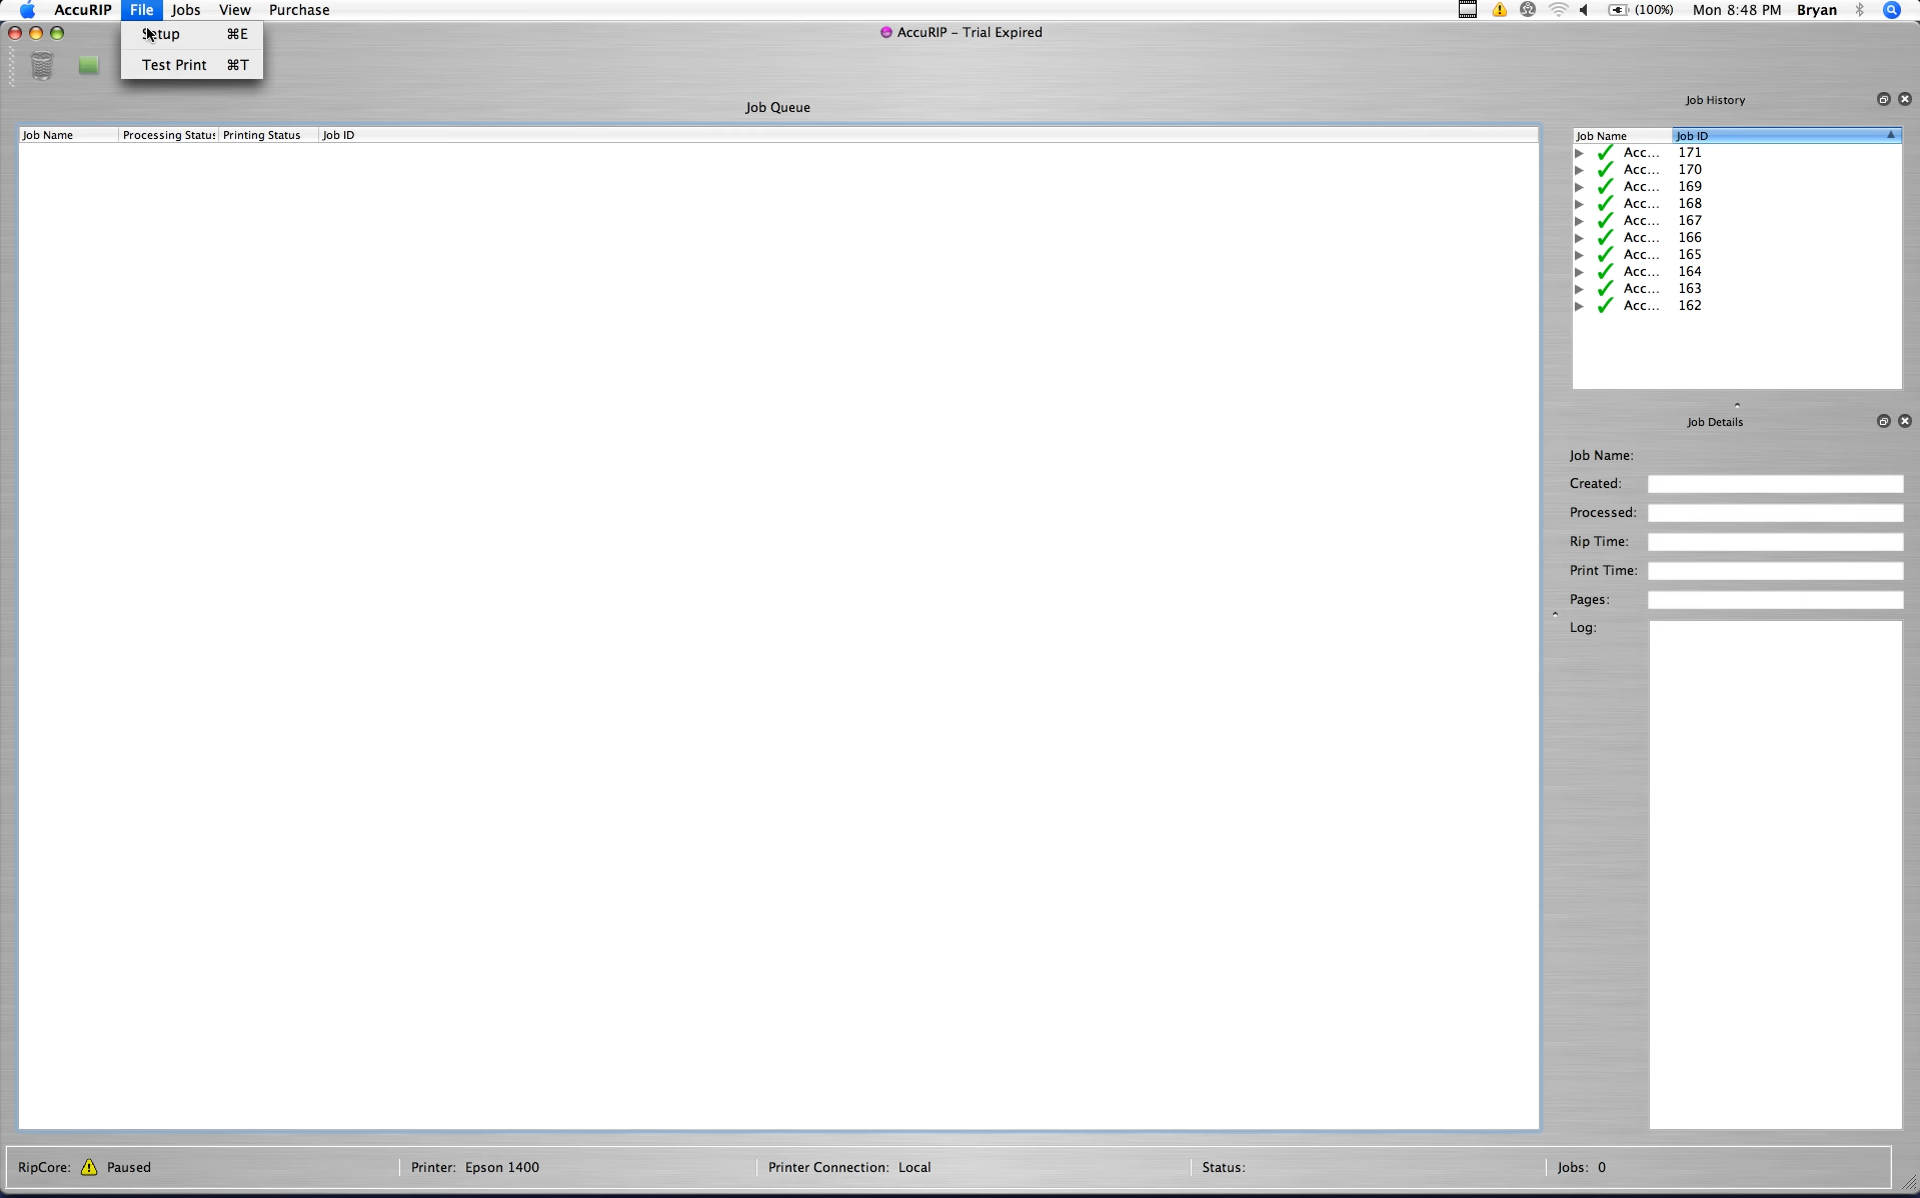 AccuRIP File Jobs View Purchase (100%) Mon 8:48 PM Bryan
Setup ⌘E
Test Print ⌘T
AccuRIP – Trial Expired
Job Queue
Job Name Processing Status Printing Status Job ID
Job History
Job Name Job ID
Acc... 171
Acc... 170
Acc... 169
Acc... 168
Acc... 167
Acc... 166
Acc... 165
Acc... 164
Acc... 163
Acc... 162
Job Details
Job Name:
Created:
Processed:
Rip Time:
Print Time:
Pages:
Log:
RipCore: Paused Printer: Epson 1400 Printer Connection: Local Status: Jobs: 0